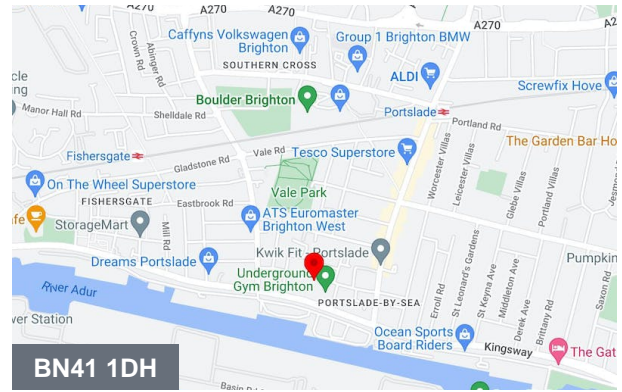 A270
A270
A270
A27
Caffyns Volkswagen
Brighton
Group 1 Brighton BMW
Crown Rd
Abinger Rd
SOUTHERN CROSS
ALDI
Screwfix Hove
Boulder Brighton
Manor Hall Rd
Shelldale Rd
Portslade
Portland Rd
The Garden Bar Ho
Fishersgate
Vale Rd
Gladstone Rd
Tesco Superstore
Worcester Villas
Leicester Villas
On The Wheel Superstore
Vale Park
Glebe Villas
Portland Villas
FISHERSGATE
Eastbrook Rd
ATS Euromaster
Brighton West
StorageMart
Mill Rd
Kwik Fit - Portslade
Dreams Portslade
Underground
Gym Brighton
PORTSLADE-BY-SEA
Erroll Rd
St Leonard's Gardens
St Keyna Ave
Middleton Ave
Derek Ave
Brittany Rd
Saxon Rd
Pumpkin
River Adur
wer Station
Ocean Sports
Board Riders
Kingsway
The Gat
Basin Rd
BN41 1DH